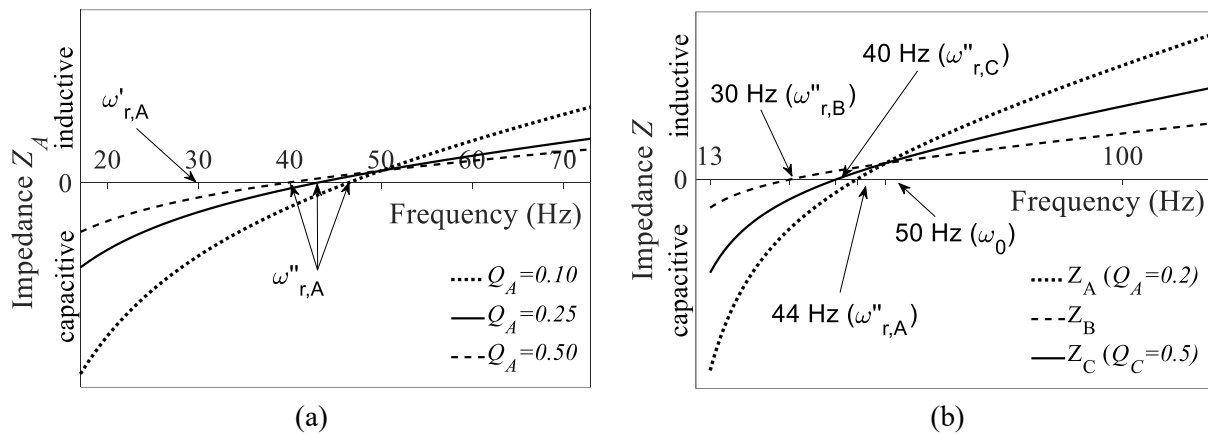 Impedance Z_A
capacitive inductive
ω'r,A
20 30 40 50 60 70
0
Frequency (Hz)
ω"r,A
Q_A=0.10
Q_A=0.25
Q_A=0.50
(a)
Impedance Z
capacitive inductive
40 Hz (ω"r,C)
30 Hz (ω"r,B)
13 100
0
Frequency (Hz)
50 Hz (ω0)
44 Hz (ω"r,A)
Z_A (Q_A=0.2)
Z_B
Z_C (Q_C=0.5)
(b)